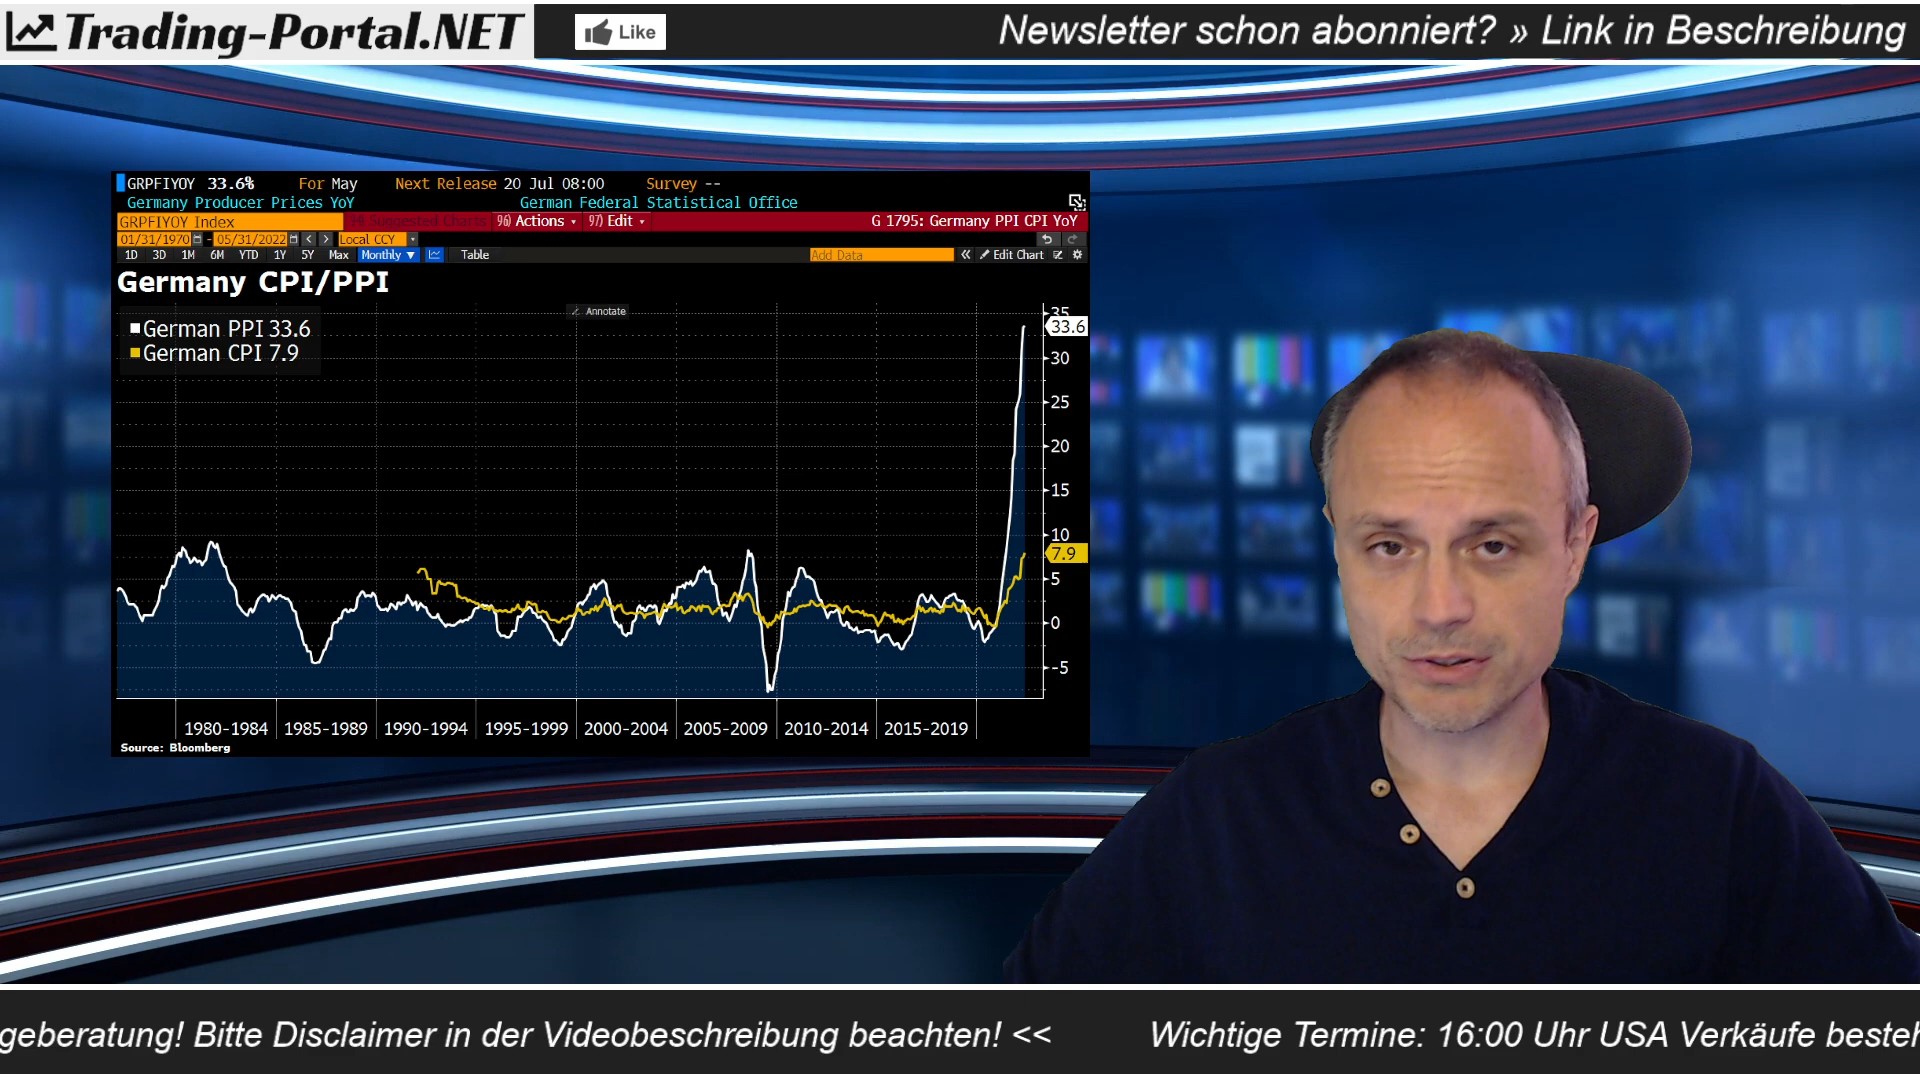 Trading-Portal.NET
Like
Newsletter schon abonniert? » Link in Beschreibung
GRPFIYOY 33.6% For May Next Release 20 Jul 08:00 Survey --
Germany Producer Prices YoY German Federal Statistical Office
GRPFIYOY Index 94 Suggested Charts 96) Actions 97) Edit G 1795: Germany PPI CPI YoY
01/31/1970 - 05/31/2022 Local CCY
1D 3D 1M 6M YTD 1Y 5Y Max Monthly ▼ Table Add Data « Edit Chart
Germany CPI/PPI
Annotate
German PPI 33.6
German CPI 7.9
35
33.6
30
25
20
15
10
7.9
5
0
-5
1980-1984 1985-1989 1990-1994 1995-1999 2000-2004 2005-2009 2010-2014 2015-2019
Source: Bloomberg
geberatung! Bitte Disclaimer in der Videobeschreibung beachten! << Wichtige Termine: 16:00 Uhr USA Verkäufe besteh